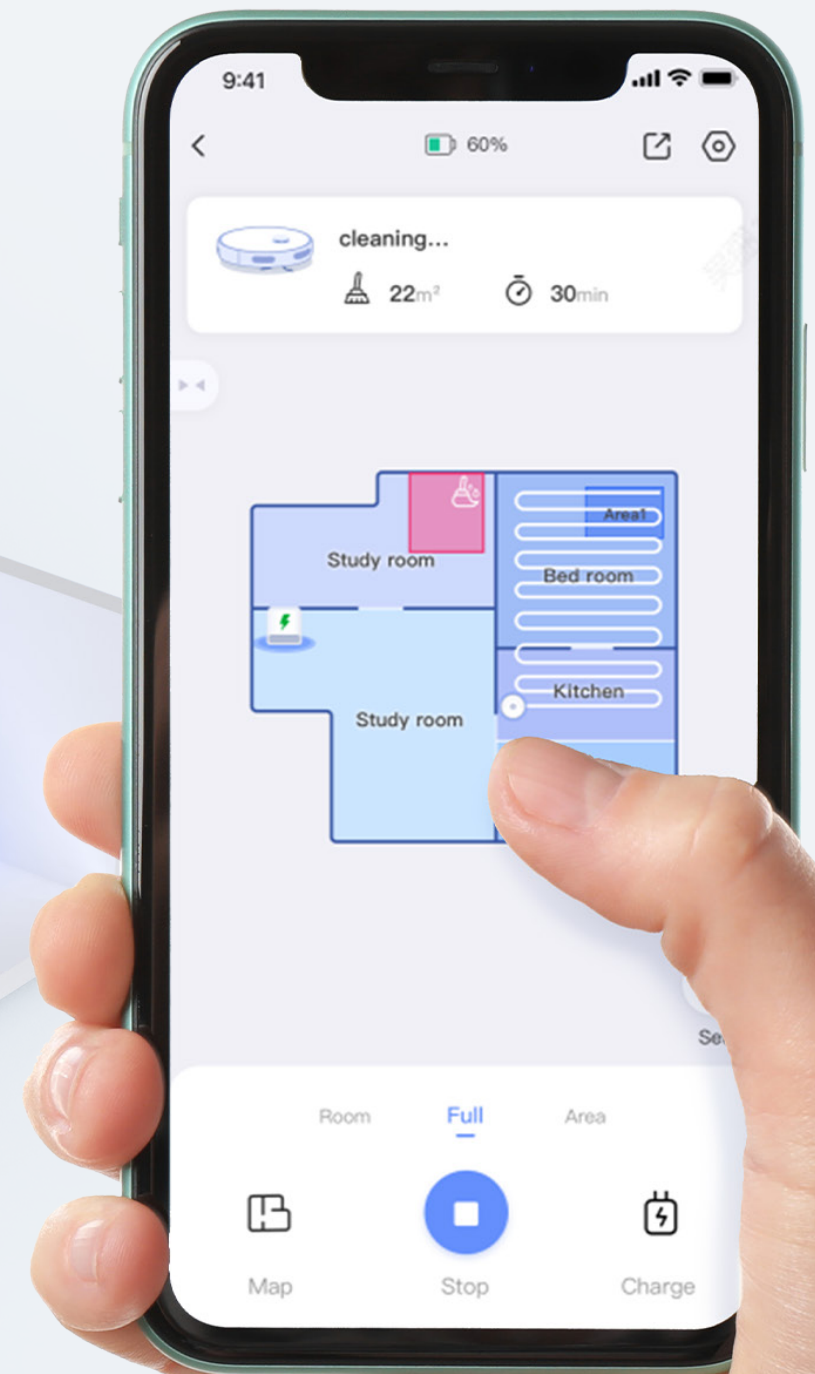 9:41
60%
cleaning...
22m²
30min
Area1
Study room
Bed room
Kitchen
Study room
Room
Full
Area
Map
Stop
Charge